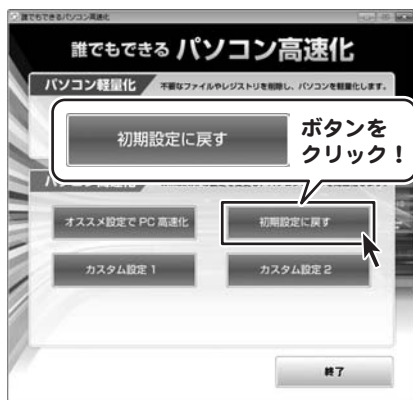 誰でもできるパソコン高速化
誰でもできる パソコン高速化
パソコン軽量化
不要なファイルやレジストリを削除し、パソコンを軽量化します。
初期設定に戻す
ボタンを
クリック！
オススメ設定で PC 高速化
初期設定に戻す
カスタム設定 1
カスタム設定 2
終了